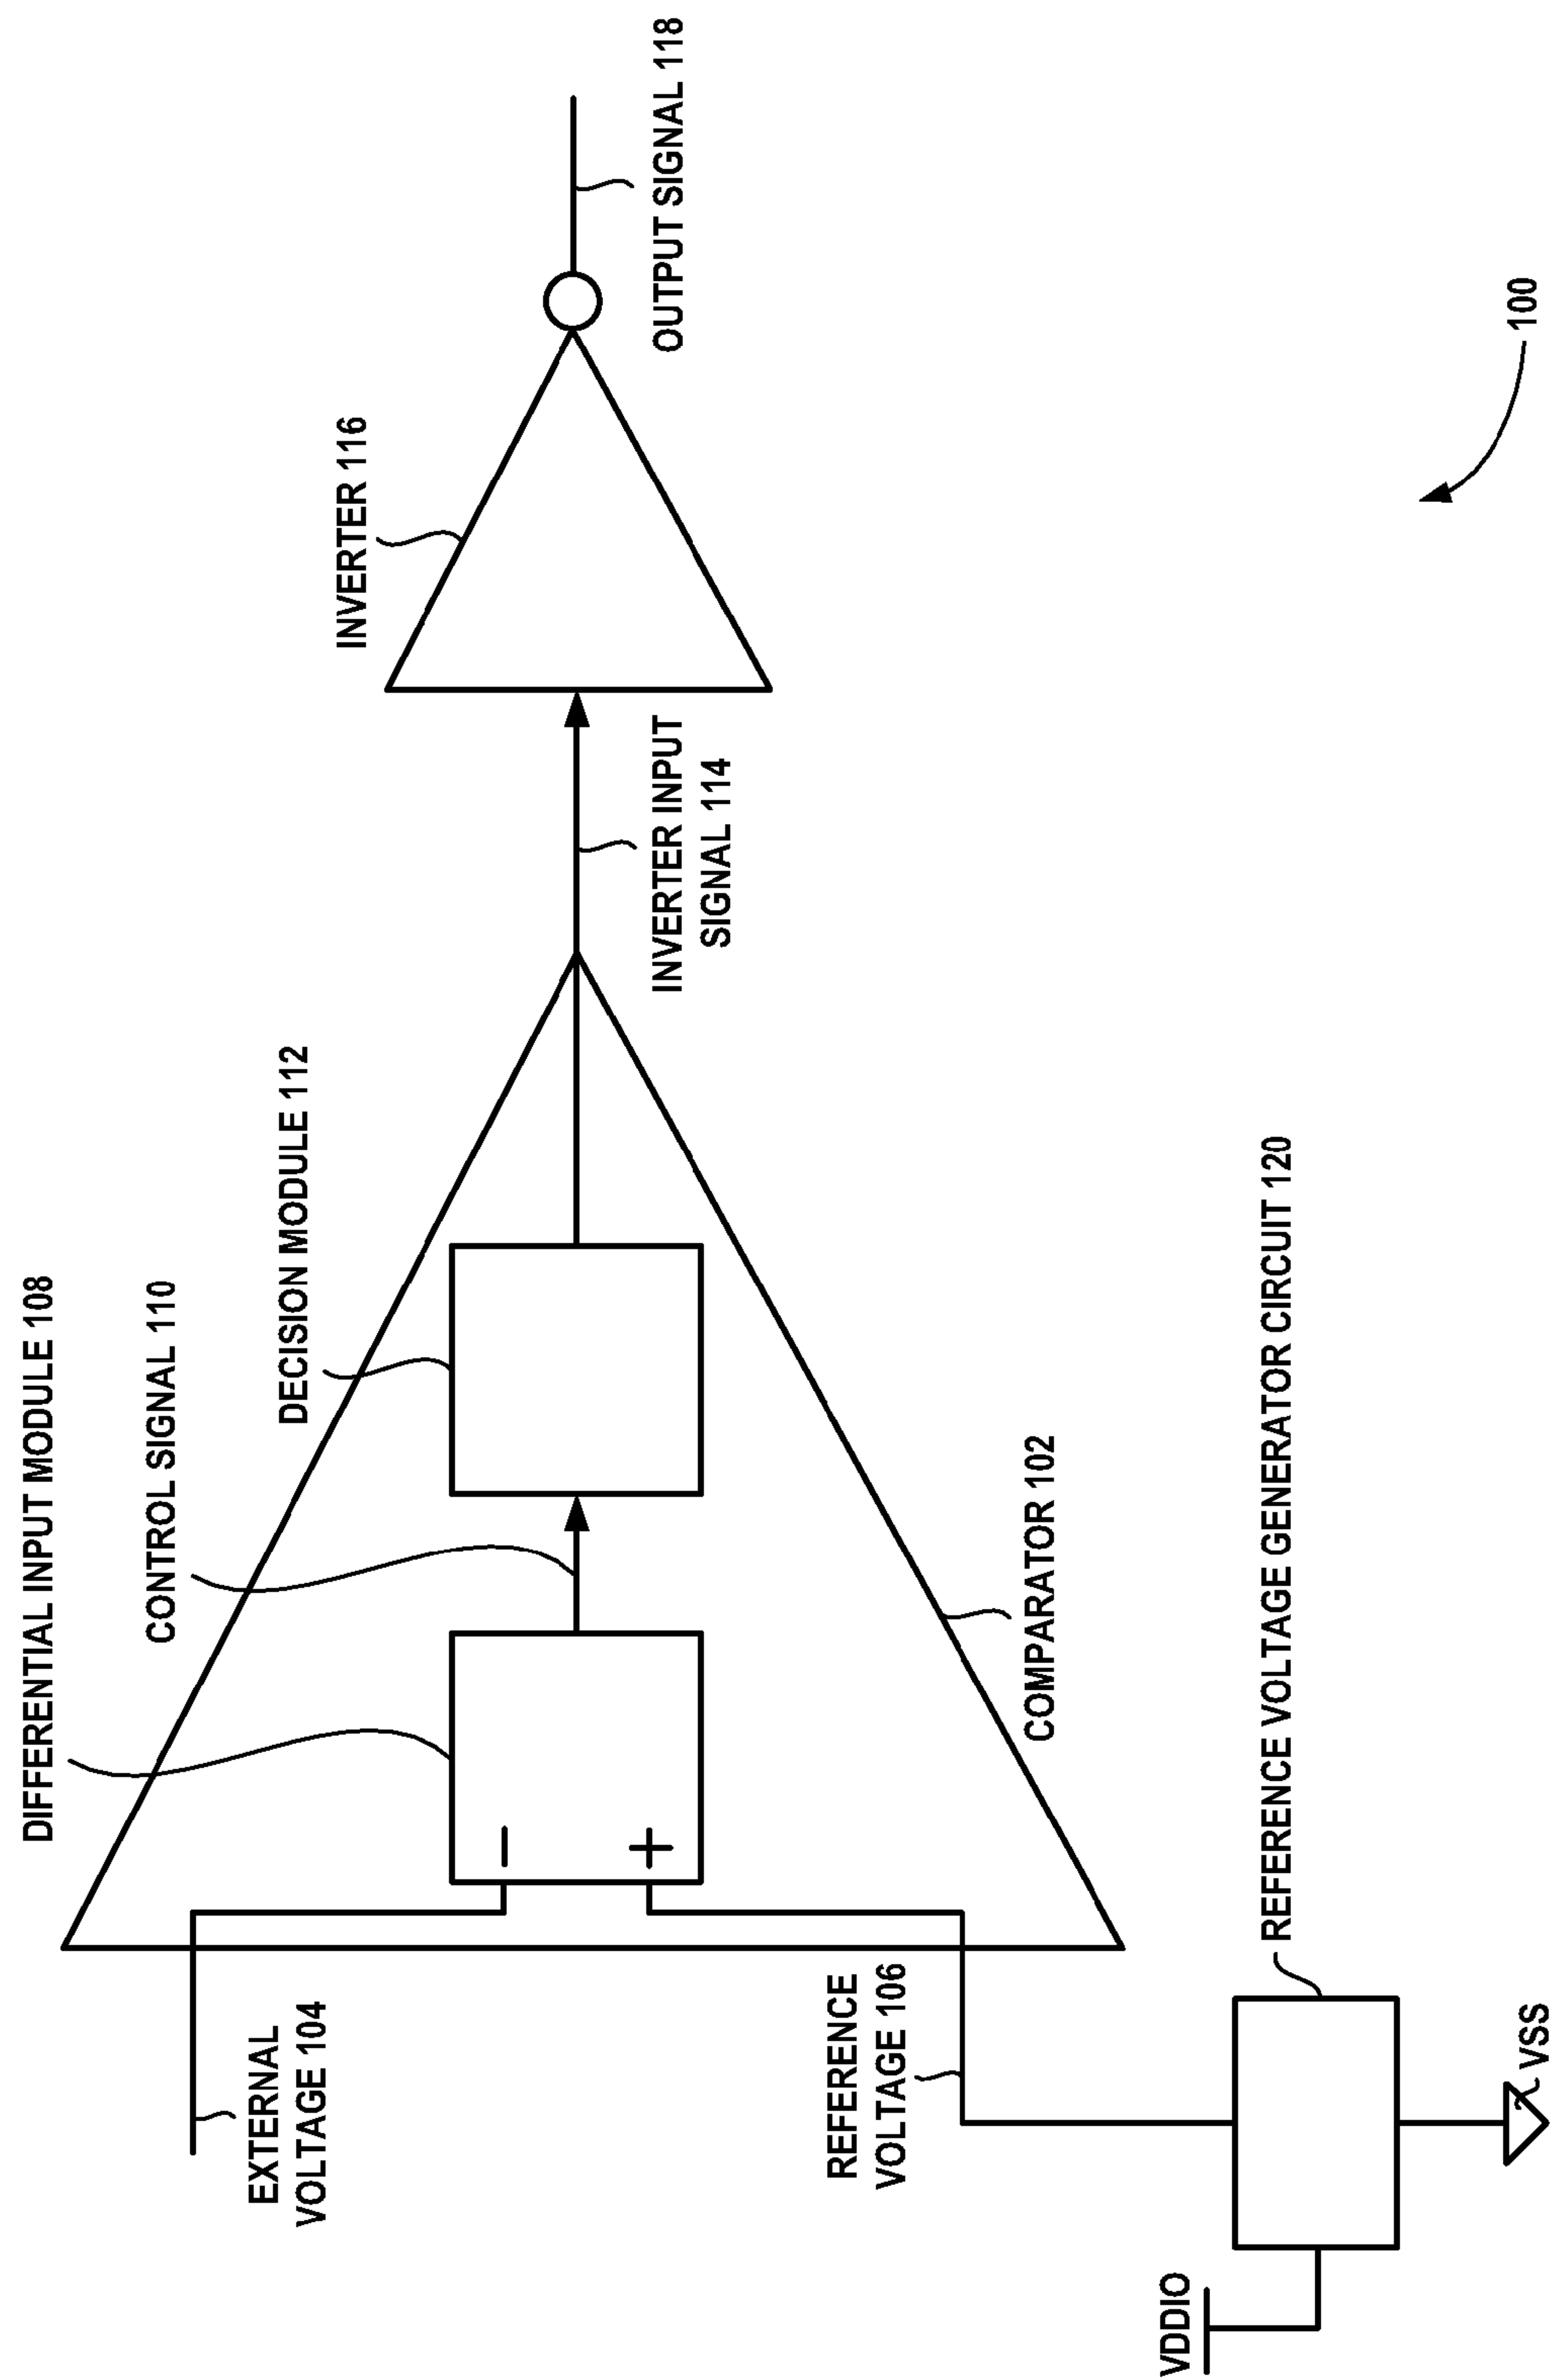 DIFFERENTIAL INPUT MODULE 108
CONTROL SIGNAL 110
DECISION MODULE 112
INVERTER 116
EXTERNAL
VOLTAGE 104
−
+
INVERTER INPUT
SIGNAL 114
OUTPUT SIGNAL 118
REFERENCE
VOLTAGE 106
COMPARATOR 102
VDDIO
REFERENCE VOLTAGE GENERATOR CIRCUIT 120
VSS
100